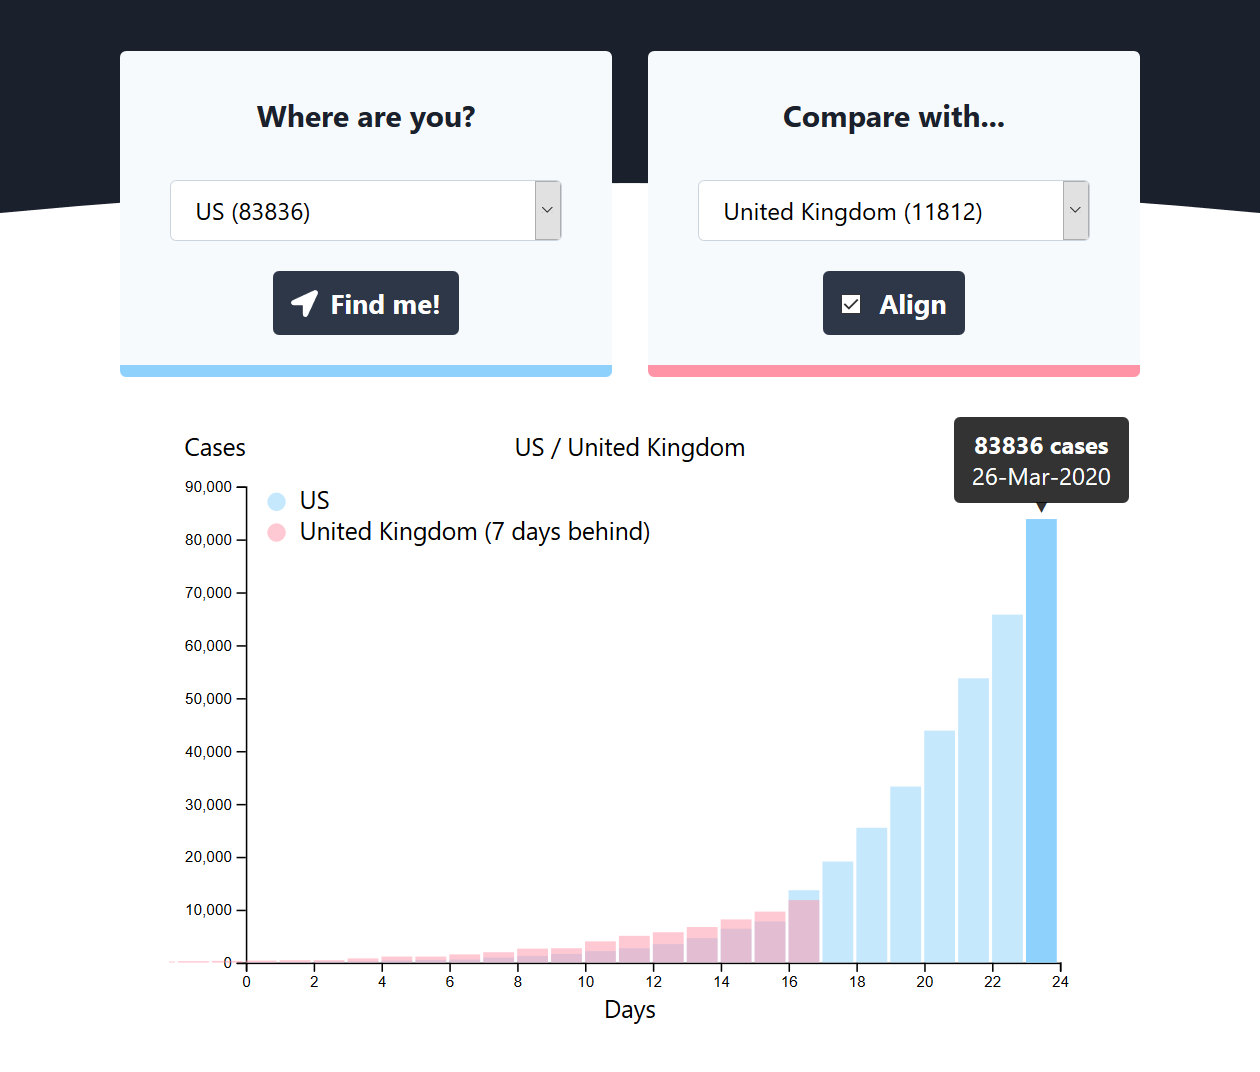 Where are you?
Compare with...
US (83836)
United Kingdom (11812)
Find me!
Align
Cases
US / United Kingdom
83836 cases
26-Mar-2020
US
United Kingdom (7 days behind)
90,000
80,000
70,000
60,000
50,000
40,000
30,000
20,000
10,000
0
0 2 4 6 8 10 12 14 16 18 20 22 24
Days